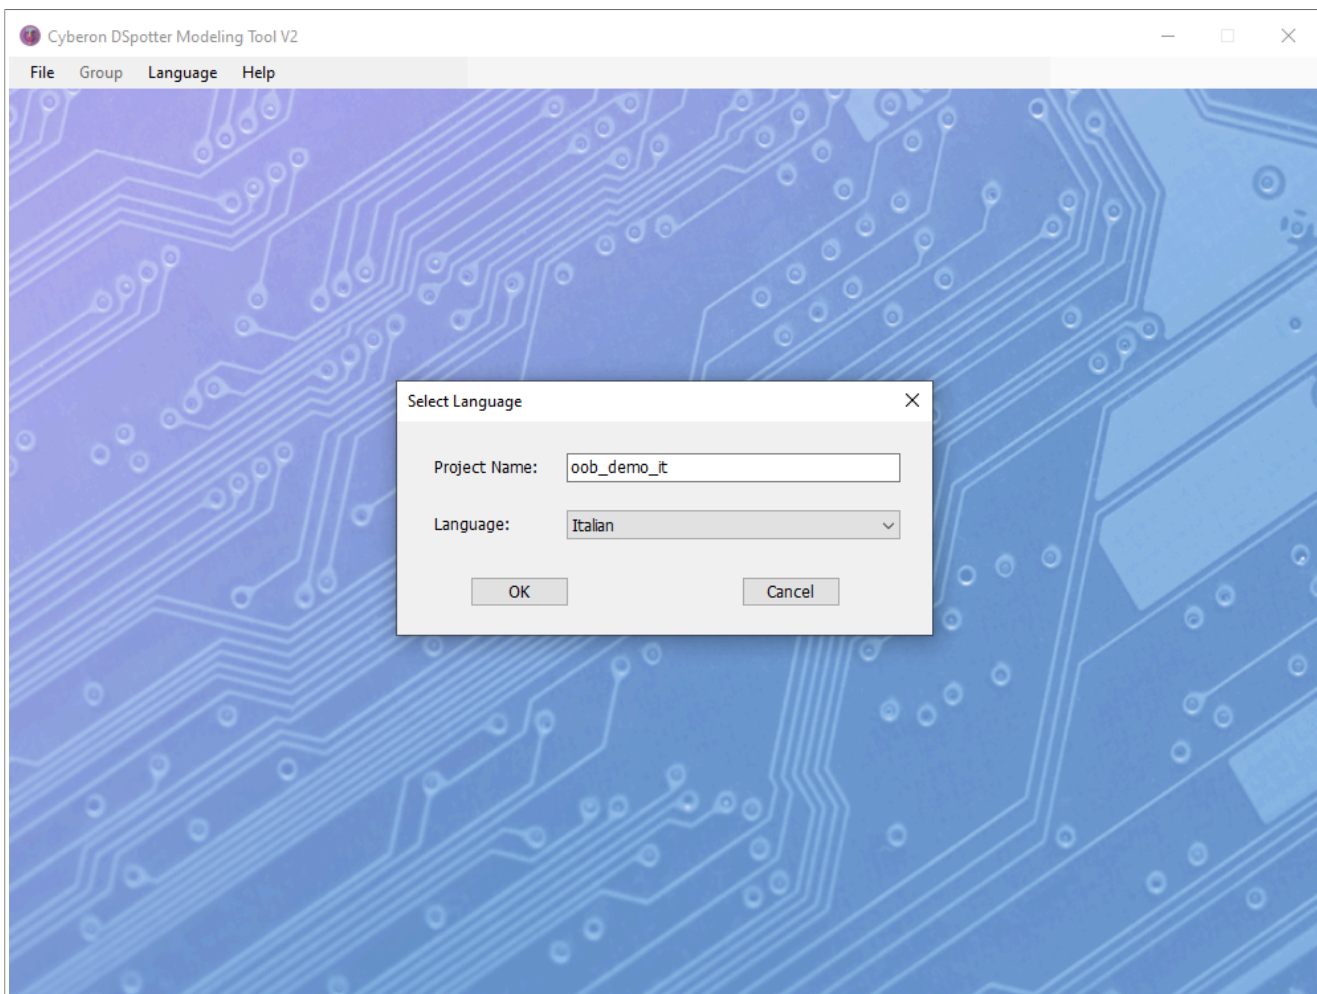 Cyberon DSpotter Modeling Tool V2
File Group Language Help
Select Language
Project Name: oob_demo_it
Language: Italian
OK Cancel